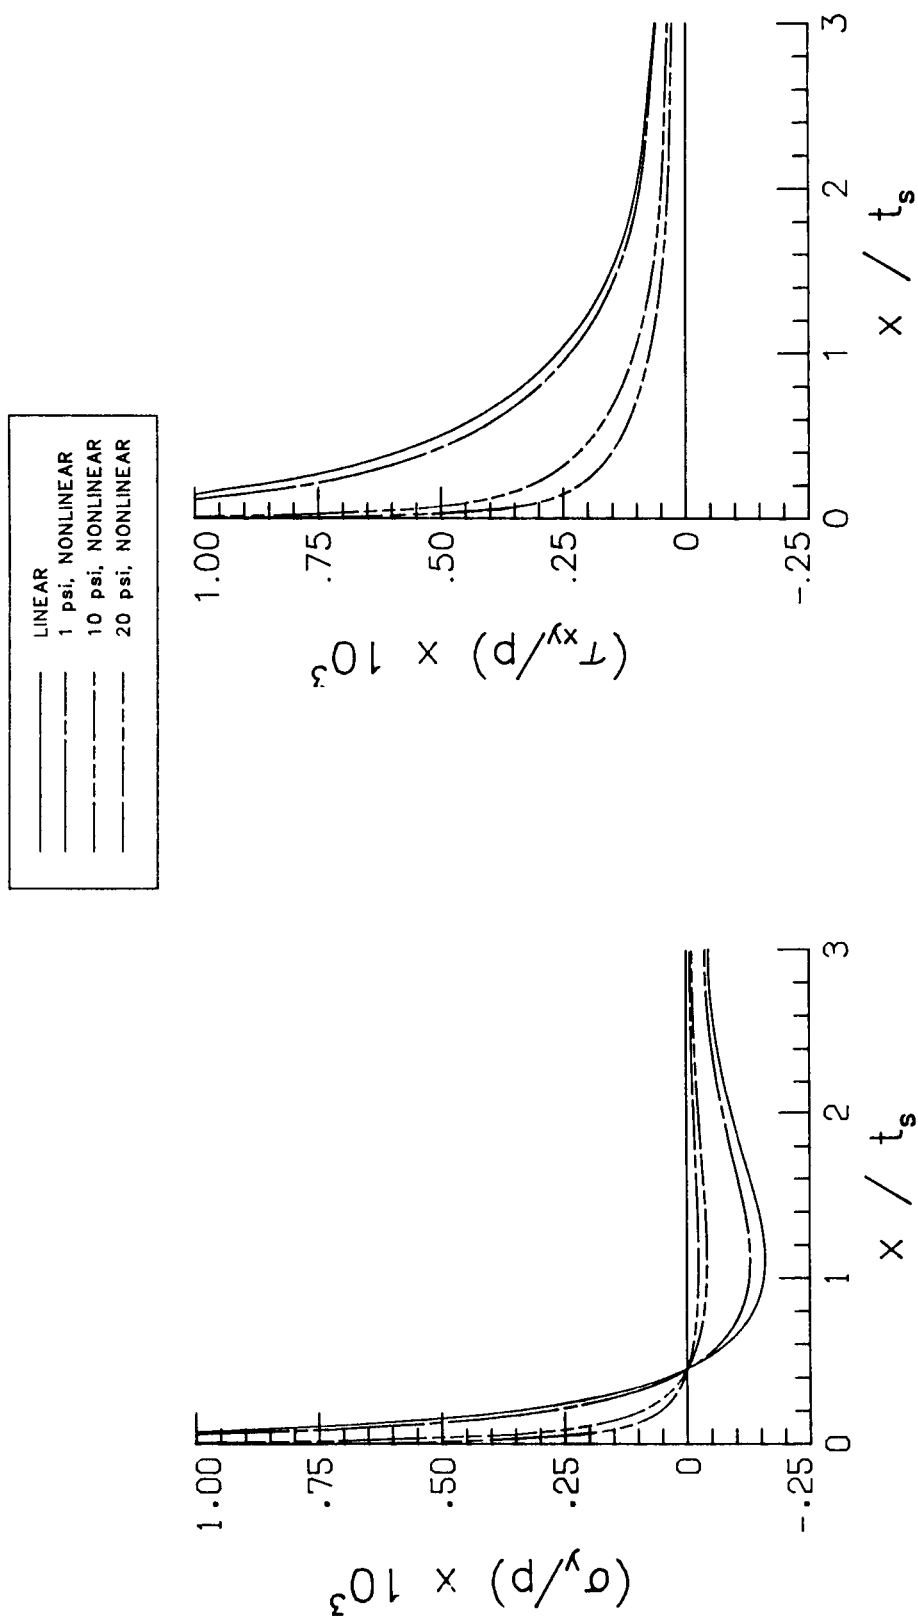 LINEAR
1 psi, NONLINEAR
10 psi, NONLINEAR
20 psi, NONLINEAR
(σy/p) × 10³
1.00
.75
.50
.25
0
-.25
0 1 2 3
x / ts
(τxy/p) × 10³
1.00
.75
.50
.25
0
-.25
0 1 2 3
x / ts